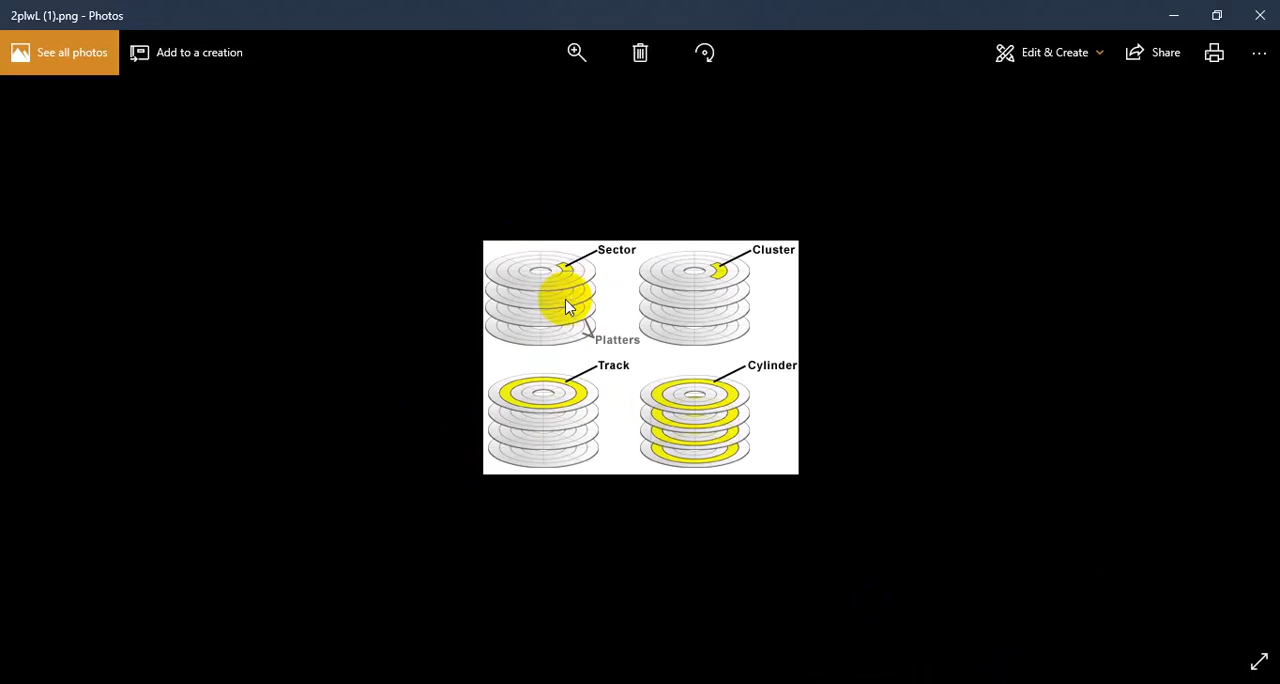 2plwL (1).png - Photos
See all photos
Add to a creation
Edit & Create
Share
Sector
Cluster
Platters
Track
Cylinder